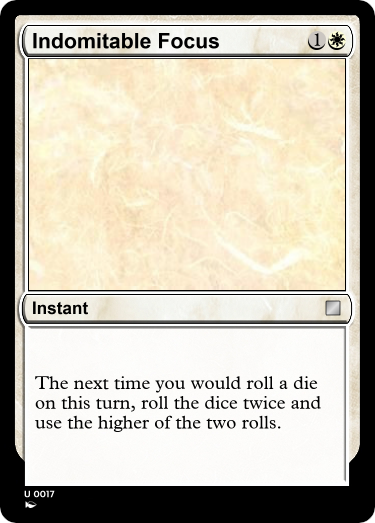 Indomitable Focus 1
Instant
The next time you would roll a die
on this turn, roll the dice twice and
use the higher of the two rolls.
U 0017